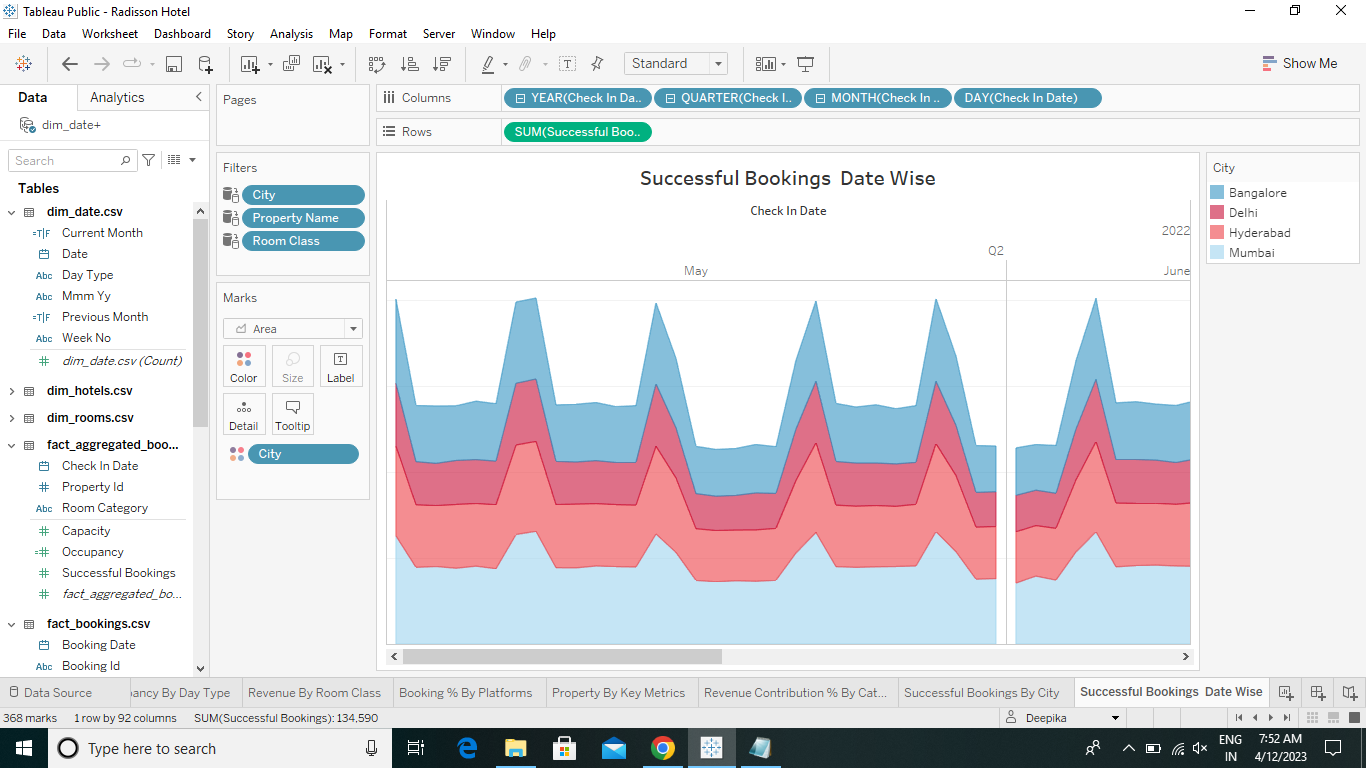 Tableau Public - Radisson Hotel
File Data Worksheet Dashboard Story Analysis Map Format Server Window Help
Standard
Show Me
Data Analytics
dim_date+
Search
Tables
dim_date.csv
=T|F Current Month
Date
Abc Day Type
Abc Mmm Yy
=T|F Previous Month
Abc Week No
dim_date.csv (Count)
dim_hotels.csv
dim_rooms.csv
fact_aggregated_boo...
Check In Date
Property Id
Abc Room Category
Capacity
Occupancy
Successful Bookings
fact_aggregated_bo...
fact_bookings.csv
Booking Date
Abc Booking Id
Pages
Filters
City
Property Name
Room Class
Marks
Area
Color Size Label
Detail Tooltip
City
Columns YEAR(Check In Da.. QUARTER(Check I.. MONTH(Check In .. DAY(Check In Date)
Rows SUM(Successful Boo..
Successful Bookings Date Wise
Check In Date
2022
Q2
May June
City
Bangalore
Delhi
Hyderabad
Mumbai
Data Source ancy By Day Type Revenue By Room Class Booking % By Platforms Property By Key Metrics Revenue Contribution % By Cat... Successful Bookings By City Successful Bookings Date Wise
368 marks 1 row by 92 columns SUM(Successful Bookings): 134,590 Deepika
Type here to search
ENG
IN
7:52 AM
4/12/2023